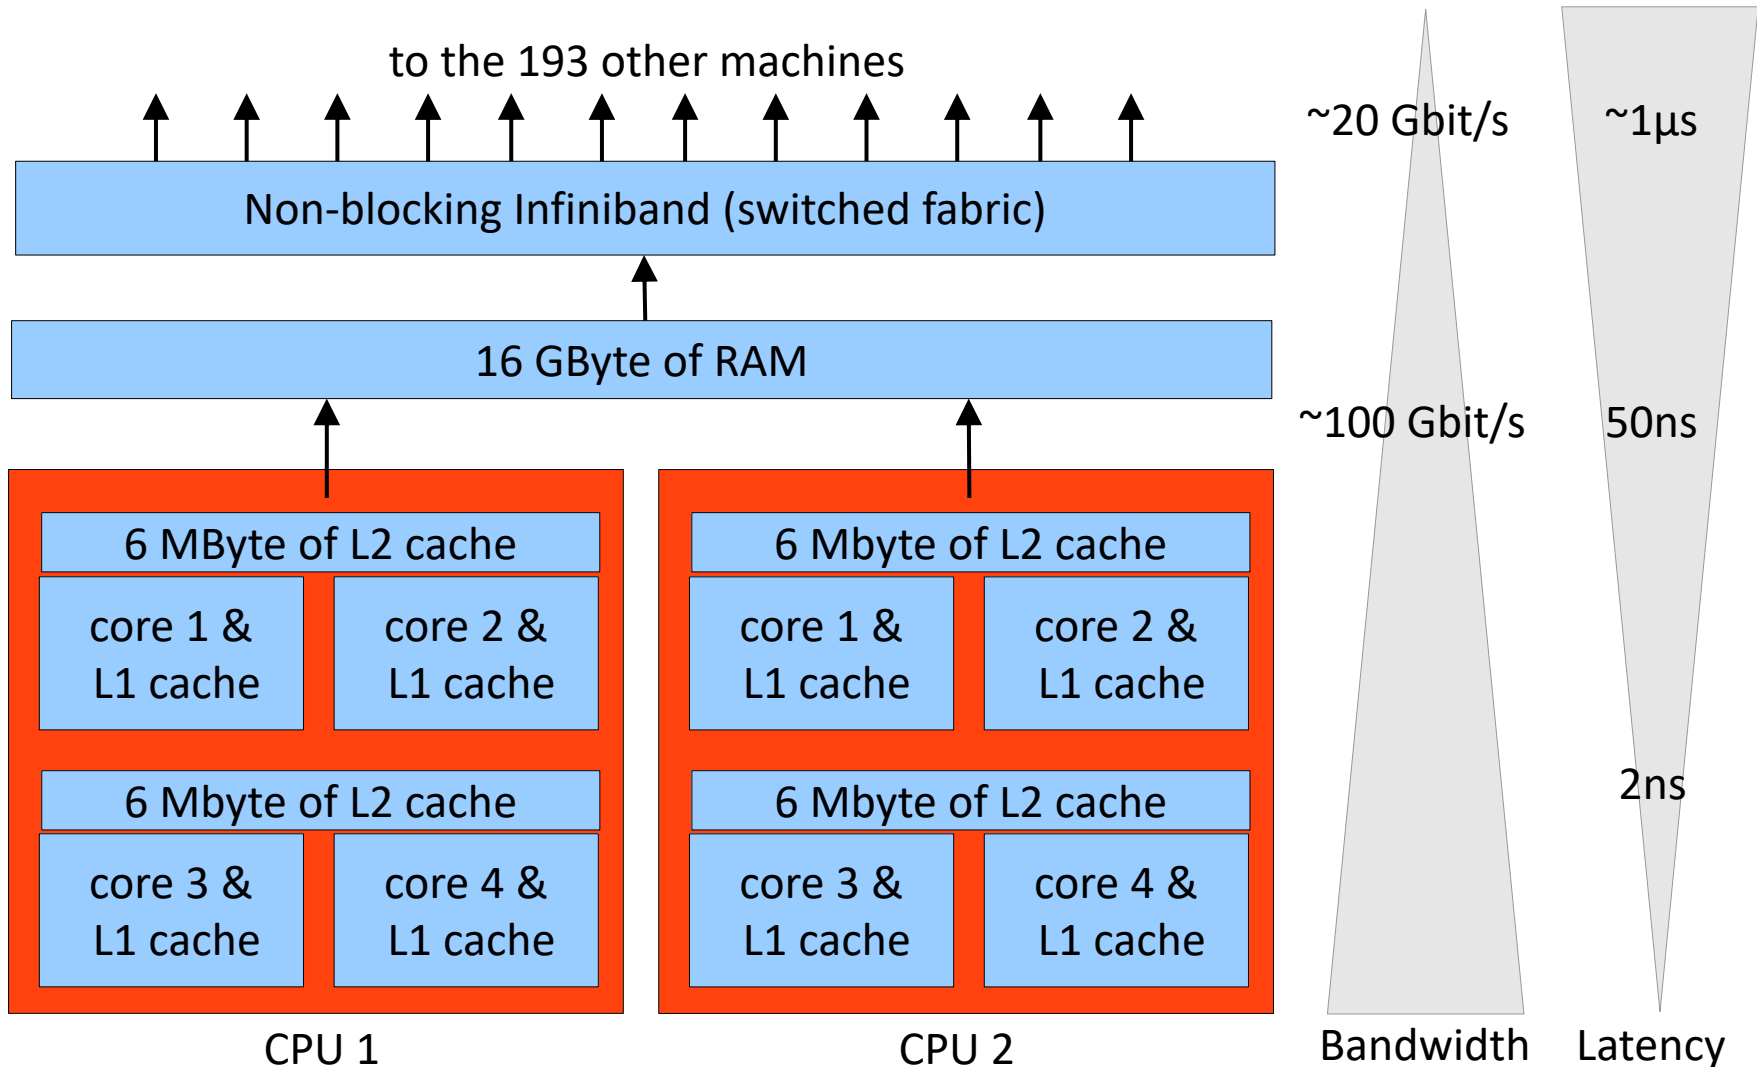 to the 193 other machines
~20 Gbit/s
~1µs
Non-blocking Infiniband (switched fabric)
16 GByte of RAM
~100 Gbit/s
50ns
6 MByte of L2 cache
6 Mbyte of L2 cache
core 1 &
L1 cache
core 2 &
L1 cache
core 1 &
L1 cache
core 2 &
L1 cache
6 Mbyte of L2 cache
6 Mbyte of L2 cache
2ns
core 3 &
L1 cache
core 4 &
L1 cache
core 3 &
L1 cache
core 4 &
L1 cache
CPU 1
CPU 2
Bandwidth
Latency